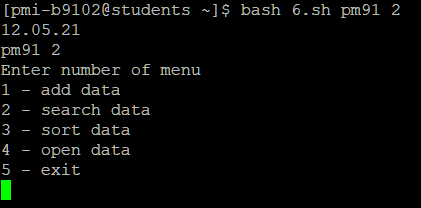 [pmi-b9102@students ~]$ bash 6.sh pm91 2
12.05.21
pm91 2
Enter number of menu
1 - add data
2 - search data
3 - sort data
4 - open data
5 - exit